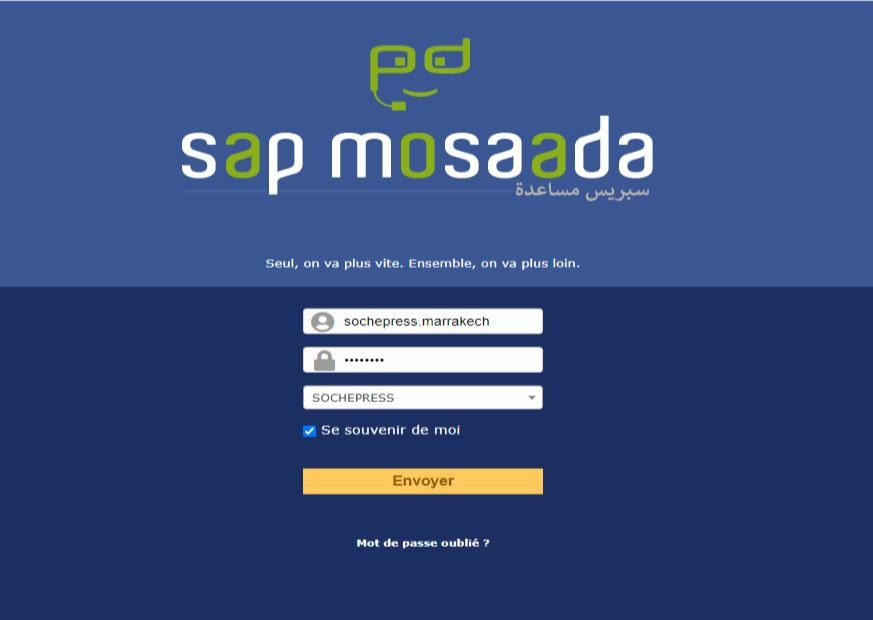 sap mosaada
سبريس مساعدة
Seul, on va plus vite. Ensemble, on va plus loin.
sochepress.marrakech
••••••••
SOCHEPRESS
Se souvenir de moi
Envoyer
Mot de passe oublié ?